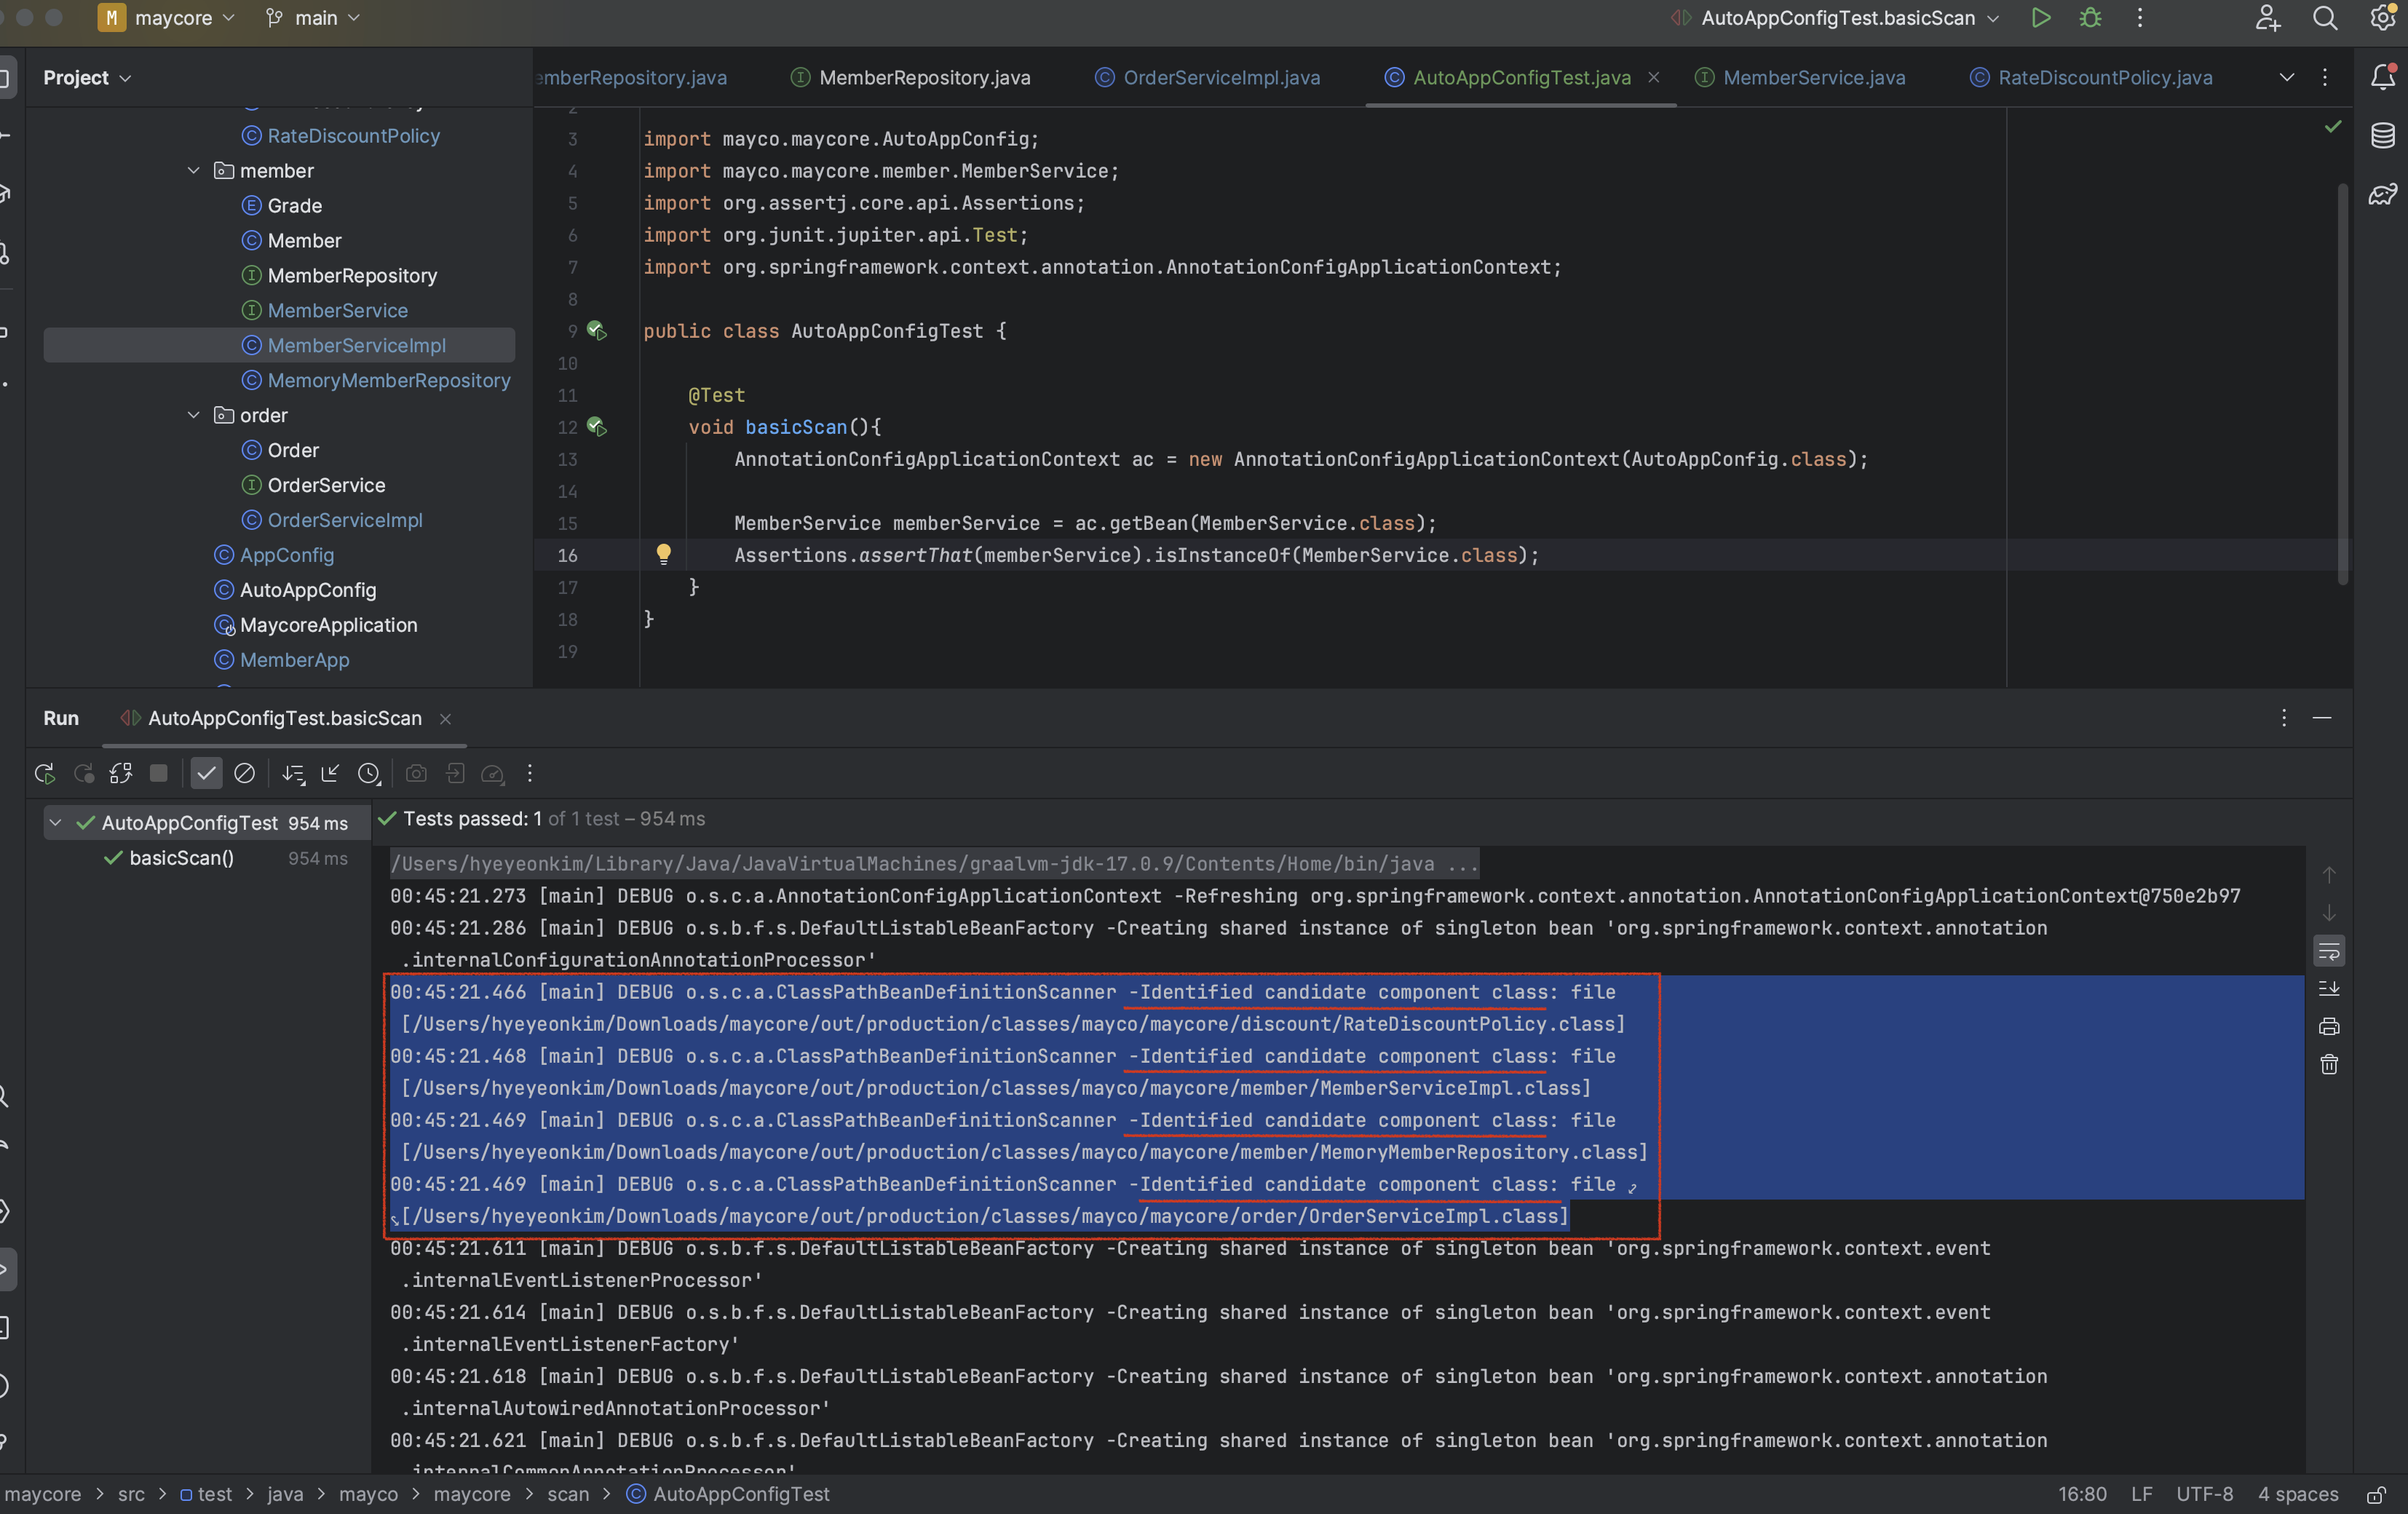 M maycore main AutoAppConfigTest.basicScan
Project
emberRepository.java MemberRepository.java OrderServiceImpl.java AutoAppConfigTest.java MemberService.java RateDiscountPolicy.java
RateDiscountPolicy
member
Grade
Member
MemberRepository
MemberService
MemberServiceImpl
MemoryMemberRepository
order
Order
OrderService
OrderServiceImpl
AppConfig
AutoAppConfig
MaycoreApplication
MemberApp
2
3 import mayco.maycore.AutoAppConfig;
4 import mayco.maycore.member.MemberService;
5 import org.assertj.core.api.Assertions;
6 import org.junit.jupiter.api.Test;
7 import org.springframework.context.annotation.AnnotationConfigApplicationContext;
8
9 public class AutoAppConfigTest {
10
11 @Test
12 void basicScan(){
13 AnnotationConfigApplicationContext ac = new AnnotationConfigApplicationContext(AutoAppConfig.class);
14
15 MemberService memberService = ac.getBean(MemberService.class);
16 Assertions.assertThat(memberService).isInstanceOf(MemberService.class);
17 }
18 }
19
Run AutoAppConfigTest.basicScan
AutoAppConfigTest 954 ms
basicScan() 954 ms
Tests passed: 1 of 1 test – 954 ms
/Users/hyeyeonkim/Library/Java/JavaVirtualMachines/graalvm-jdk-17.0.9/Contents/Home/bin/java ...
00:45:21.273 [main] DEBUG o.s.c.a.AnnotationConfigApplicationContext -Refreshing org.springframework.context.annotation.AnnotationConfigApplicationContext@750e2b97
00:45:21.286 [main] DEBUG o.s.b.f.s.DefaultListableBeanFactory -Creating shared instance of singleton bean 'org.springframework.context.annotation
.internalConfigurationAnnotationProcessor'
00:45:21.466 [main] DEBUG o.s.c.a.ClassPathBeanDefinitionScanner -Identified candidate component class: file
[/Users/hyeyeonkim/Downloads/maycore/out/production/classes/mayco/maycore/discount/RateDiscountPolicy.class]
00:45:21.468 [main] DEBUG o.s.c.a.ClassPathBeanDefinitionScanner -Identified candidate component class: file
[/Users/hyeyeonkim/Downloads/maycore/out/production/classes/mayco/maycore/member/MemberServiceImpl.class]
00:45:21.469 [main] DEBUG o.s.c.a.ClassPathBeanDefinitionScanner -Identified candidate component class: file
[/Users/hyeyeonkim/Downloads/maycore/out/production/classes/mayco/maycore/member/MemoryMemberRepository.class]
00:45:21.469 [main] DEBUG o.s.c.a.ClassPathBeanDefinitionScanner -Identified candidate component class: file
[/Users/hyeyeonkim/Downloads/maycore/out/production/classes/mayco/maycore/order/OrderServiceImpl.class]
00:45:21.611 [main] DEBUG o.s.b.f.s.DefaultListableBeanFactory -Creating shared instance of singleton bean 'org.springframework.context.event
.internalEventListenerProcessor'
00:45:21.614 [main] DEBUG o.s.b.f.s.DefaultListableBeanFactory -Creating shared instance of singleton bean 'org.springframework.context.event
.internalEventListenerFactory'
00:45:21.618 [main] DEBUG o.s.b.f.s.DefaultListableBeanFactory -Creating shared instance of singleton bean 'org.springframework.context.annotation
.internalAutowiredAnnotationProcessor'
00:45:21.621 [main] DEBUG o.s.b.f.s.DefaultListableBeanFactory -Creating shared instance of singleton bean 'org.springframework.context.annotation
.internalCommonAnnotationProcessor'
maycore > src > test > java > mayco > maycore > scan > AutoAppConfigTest 16:80 LF UTF-8 4 spaces